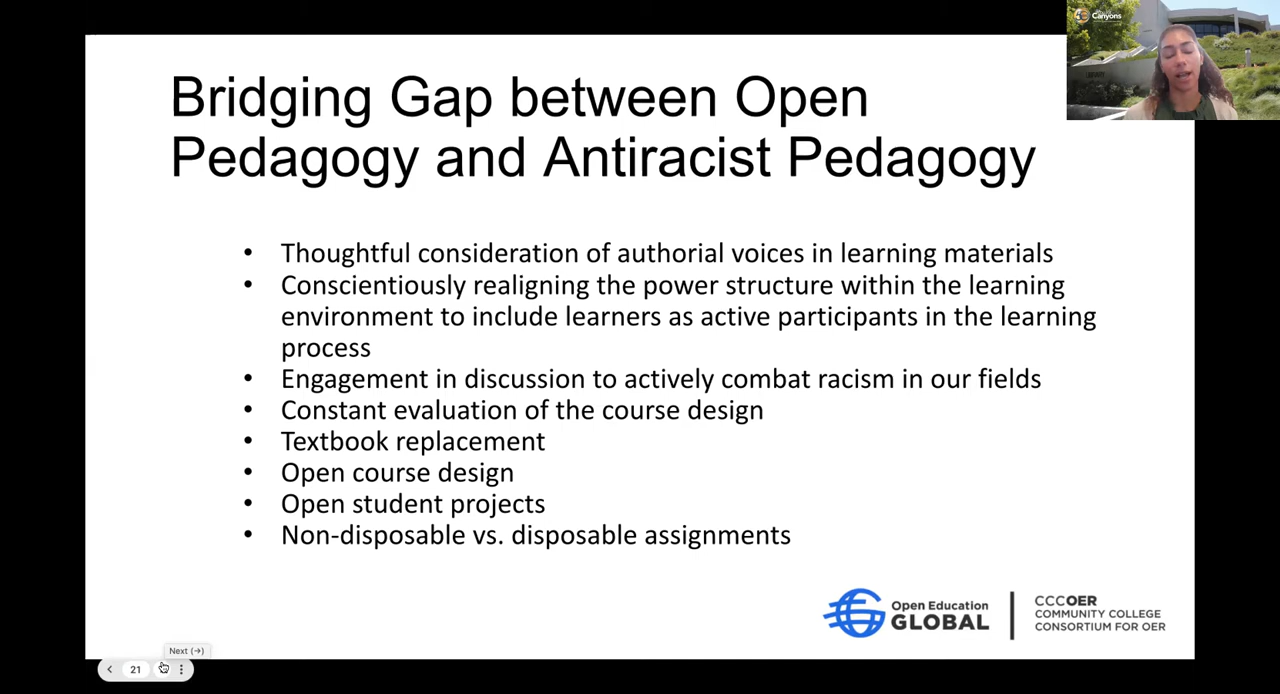 Canyons
Bridging Gap between Open
Pedagogy and Antiracist Pedagogy
• Thoughtful consideration of authorial voices in learning materials
• Conscientiously realigning the power structure within the learning
environment to include learners as active participants in the learning
process
• Engagement in discussion to actively combat racism in our fields
• Constant evaluation of the course design
• Textbook replacement
• Open course design
• Open student projects
• Non-disposable vs. disposable assignments
Open Education
GLOBAL
CCCOER
COMMUNITY COLLEGE
CONSORTIUM FOR OER
Next (→)
21